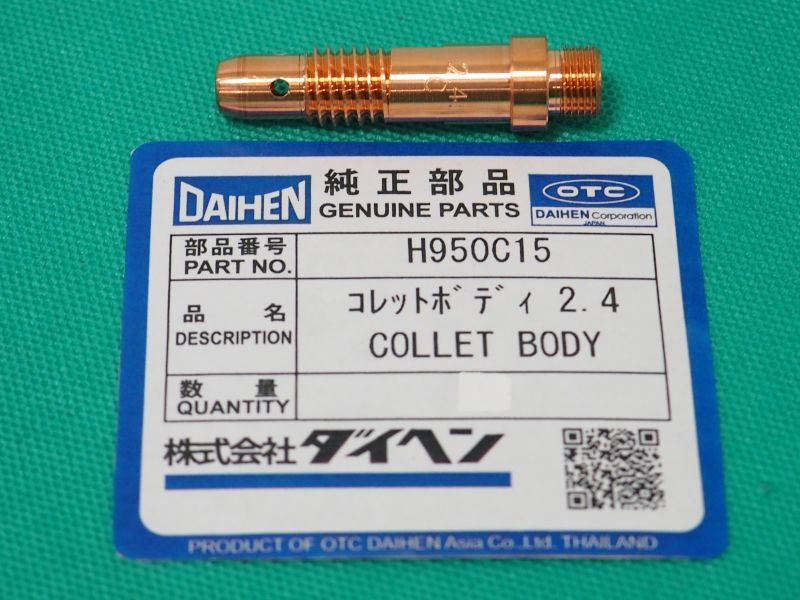 2.4
DAIHEN
純正部品
GENUINE PARTS
OTC
DAIHEN Corporation
JAPAN
部品番号
PART NO.
H950C15
品名
DESCRIPTION
コレットボディ 2.4
COLLET BODY
数量
QUANTITY
株式会社ダイヘン
PRODUCT OF OTC DAIHEN Asia Co.,Ltd. THAILAND